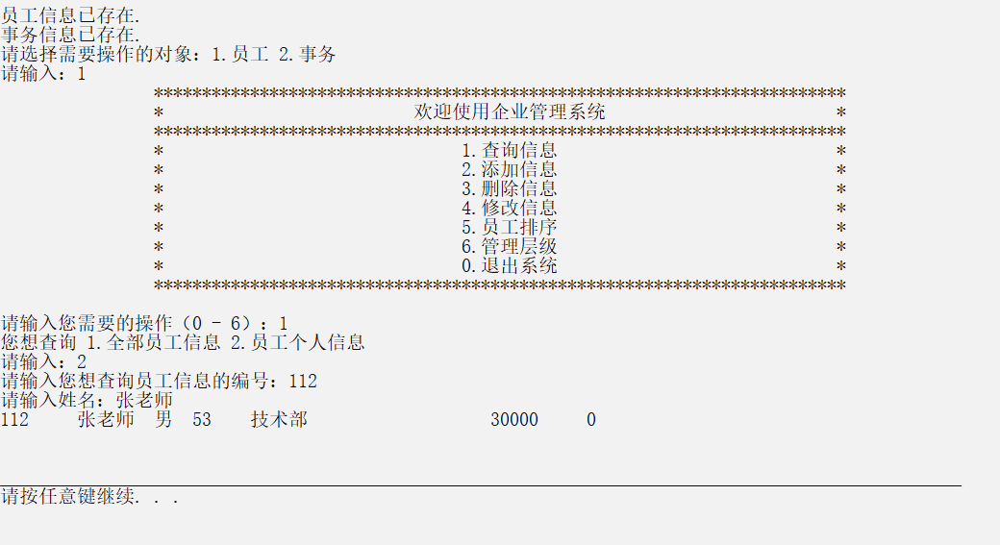 员工信息已存在.
事务信息已存在.
请选择需要操作的对象：1.员工 2.事务
请输入：1
************************************************************************
* 欢迎使用企业管理系统 *
************************************************************************
* 1.查询信息 *
* 2.添加信息 *
* 3.删除信息 *
* 4.修改信息 *
* 5.员工排序 *
* 6.管理层级 *
* 0.退出系统 *
************************************************************************
请输入您需要的操作（0 - 6）：1
您想查询 1.全部员工信息 2.员工个人信息
请输入：2
请输入您想查询员工信息的编号：112
请输入姓名：张老师
112 张老师 男 53 技术部 30000 0
请按任意键继续. . .